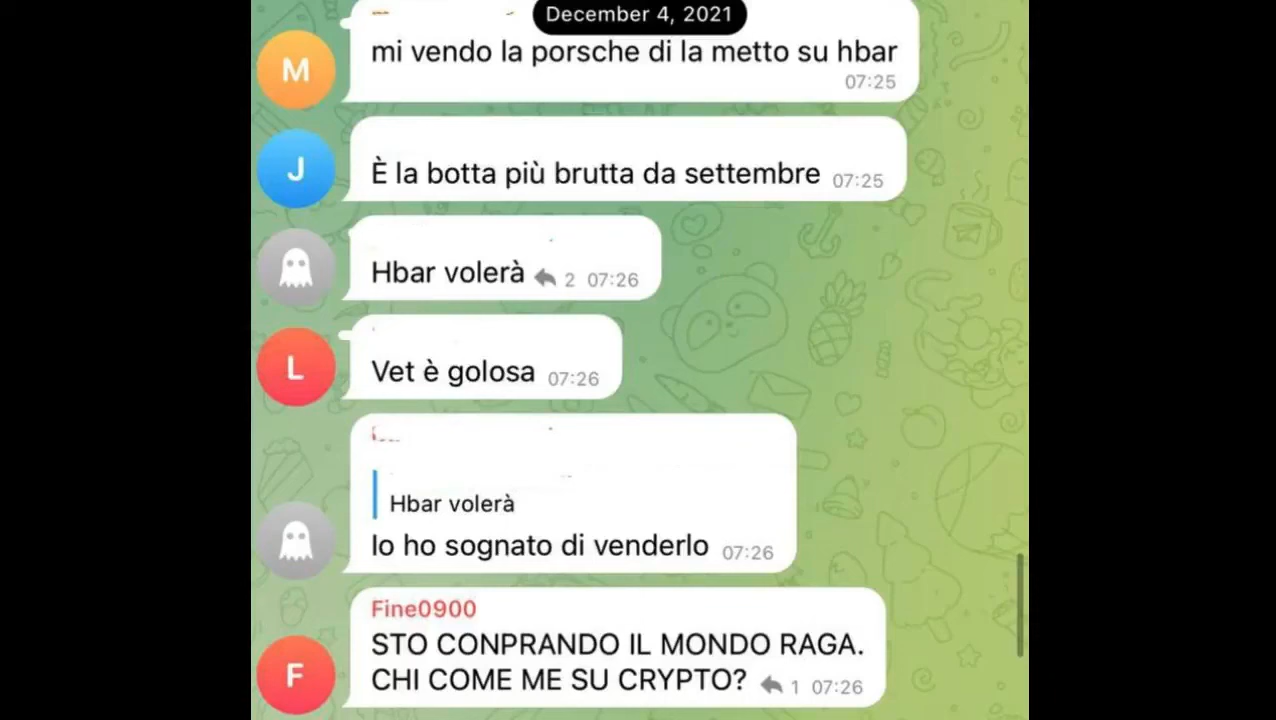 December 4, 2021
mi vendo la porsche di la metto su hbar
07:25
M
È la botta più brutta da settembre 07:25
J
Hbar volerà 2 07:26
Vet è golosa 07:26
L
Hbar volerà
Io ho sognato di venderlo 07:26
Fine0900
STO CONPRANDO IL MONDO RAGA.
CHI COME ME SU CRYPTO? 1 07:26
F